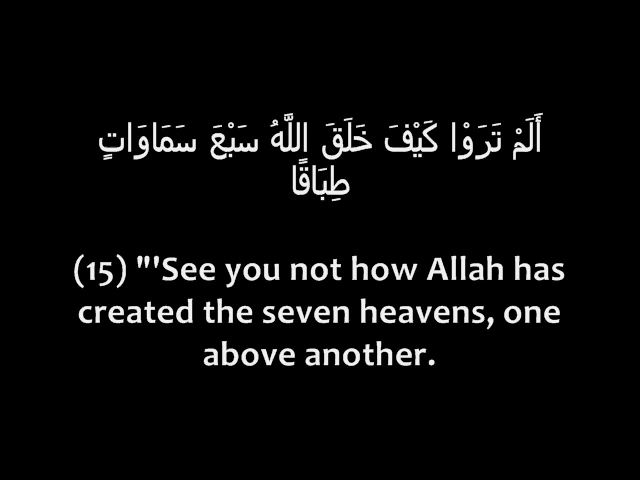 أَلَمْ تَرَوْا كَيْفَ خَلَقَ اللَّهُ سَبْعَ سَمَاوَاتٍ
طِبَاقًا
(15) "'See you not how Allah has
created the seven heavens, one
above another.